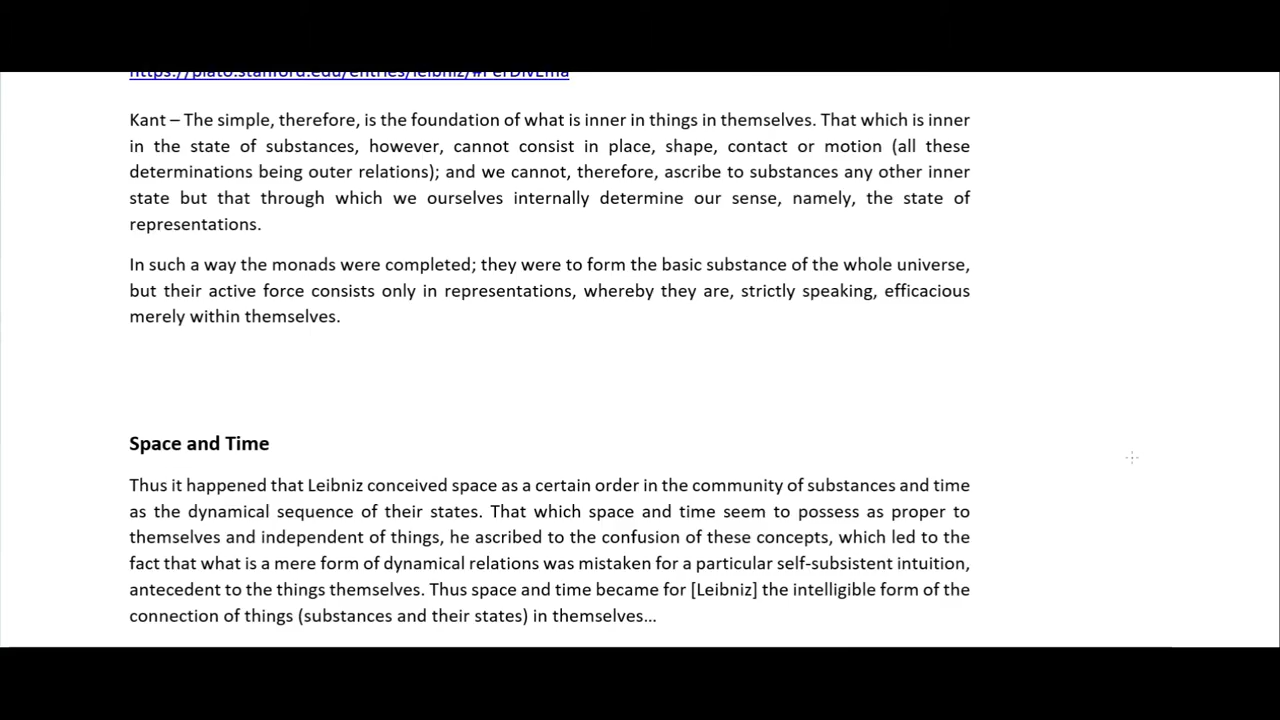 https://plato.stanford.edu/entries/leibniz/#PerDivEma
Kant – The simple, therefore, is the foundation of what is inner in things in themselves. That which is inner
in the state of substances, however, cannot consist in place, shape, contact or motion (all these
determinations being outer relations); and we cannot, therefore, ascribe to substances any other inner
state but that through which we ourselves internally determine our sense, namely, the state of
representations.
In such a way the monads were completed; they were to form the basic substance of the whole universe,
but their active force consists only in representations, whereby they are, strictly speaking, efficacious
merely within themselves.
Space and Time
Thus it happened that Leibniz conceived space as a certain order in the community of substances and time
as the dynamical sequence of their states. That which space and time seem to possess as proper to
themselves and independent of things, he ascribed to the confusion of these concepts, which led to the
fact that what is a mere form of dynamical relations was mistaken for a particular self-subsistent intuition,
antecedent to the things themselves. Thus space and time became for [Leibniz] the intelligible form of the
connection of things (substances and their states) in themselves…